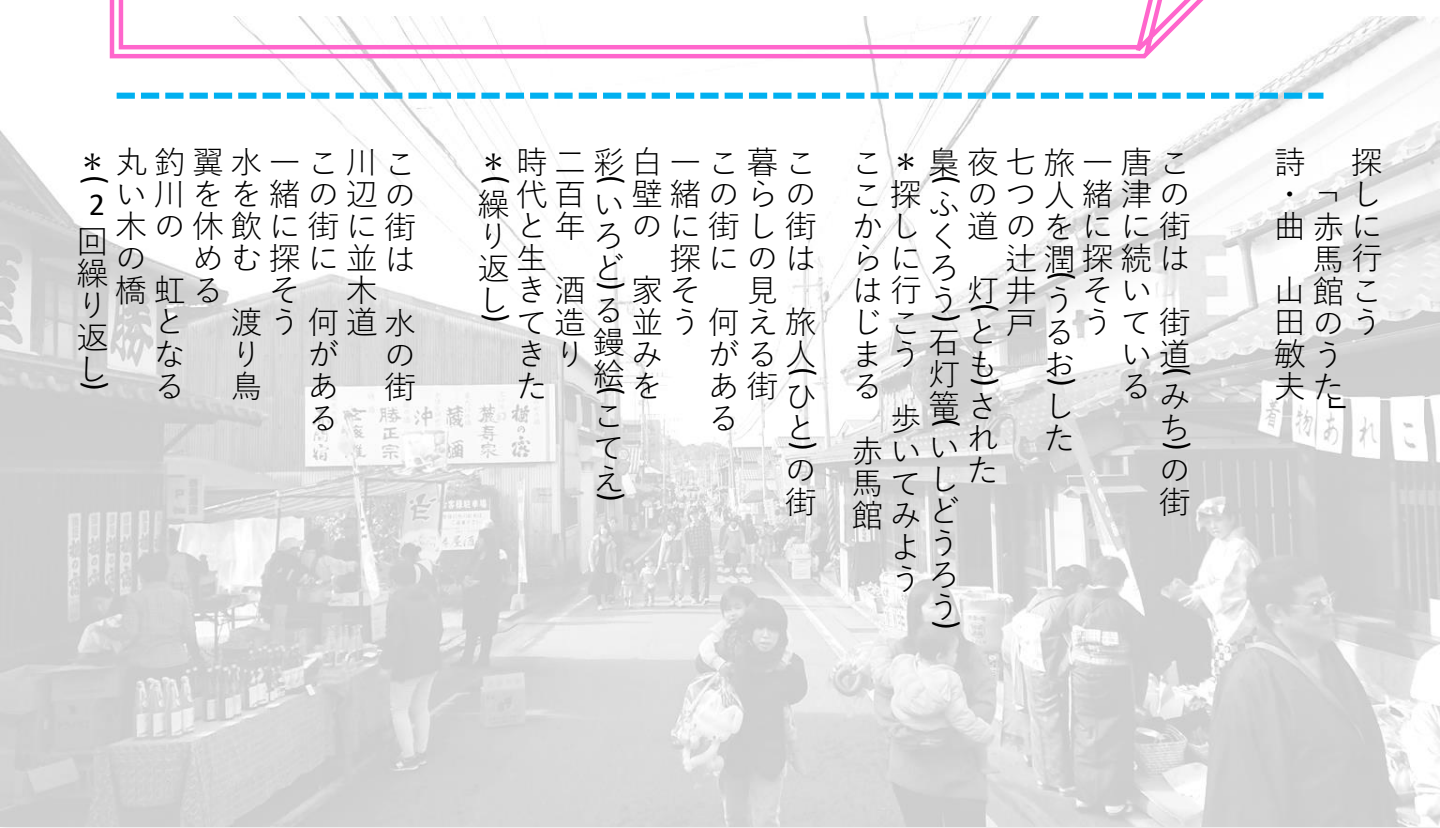 探しに行こう
「赤馬館のうた」
詩・曲　山田敏夫
この街は　街道(みち)の街
唐津に続いている
一緒に探そう
旅人を潤(うるお)した
七つの辻井戸
夜の道　灯(とも)された
梟(ふくろう)石灯篭(いしどうろう)
＊探しに行こう　歩いてみよう
ここからはじまる　赤馬館
この街は　旅人(ひと)の街
暮らしの見える街
この街に　何がある
一緒に探そう
白壁の　家並みを
彩(いろど)る鏝絵(こてえ)
二百年　酒造り
時代と生きてきた
＊(繰り返し)
この街は　水の街
川辺に並木道
この街に　何がある
一緒に探そう
水を飲む　渡り鳥
翼を休める
釣川の　虹となる
丸い木の橋
＊(2回繰り返し)
勝
沖ノ
勝正宗
着物あれこ